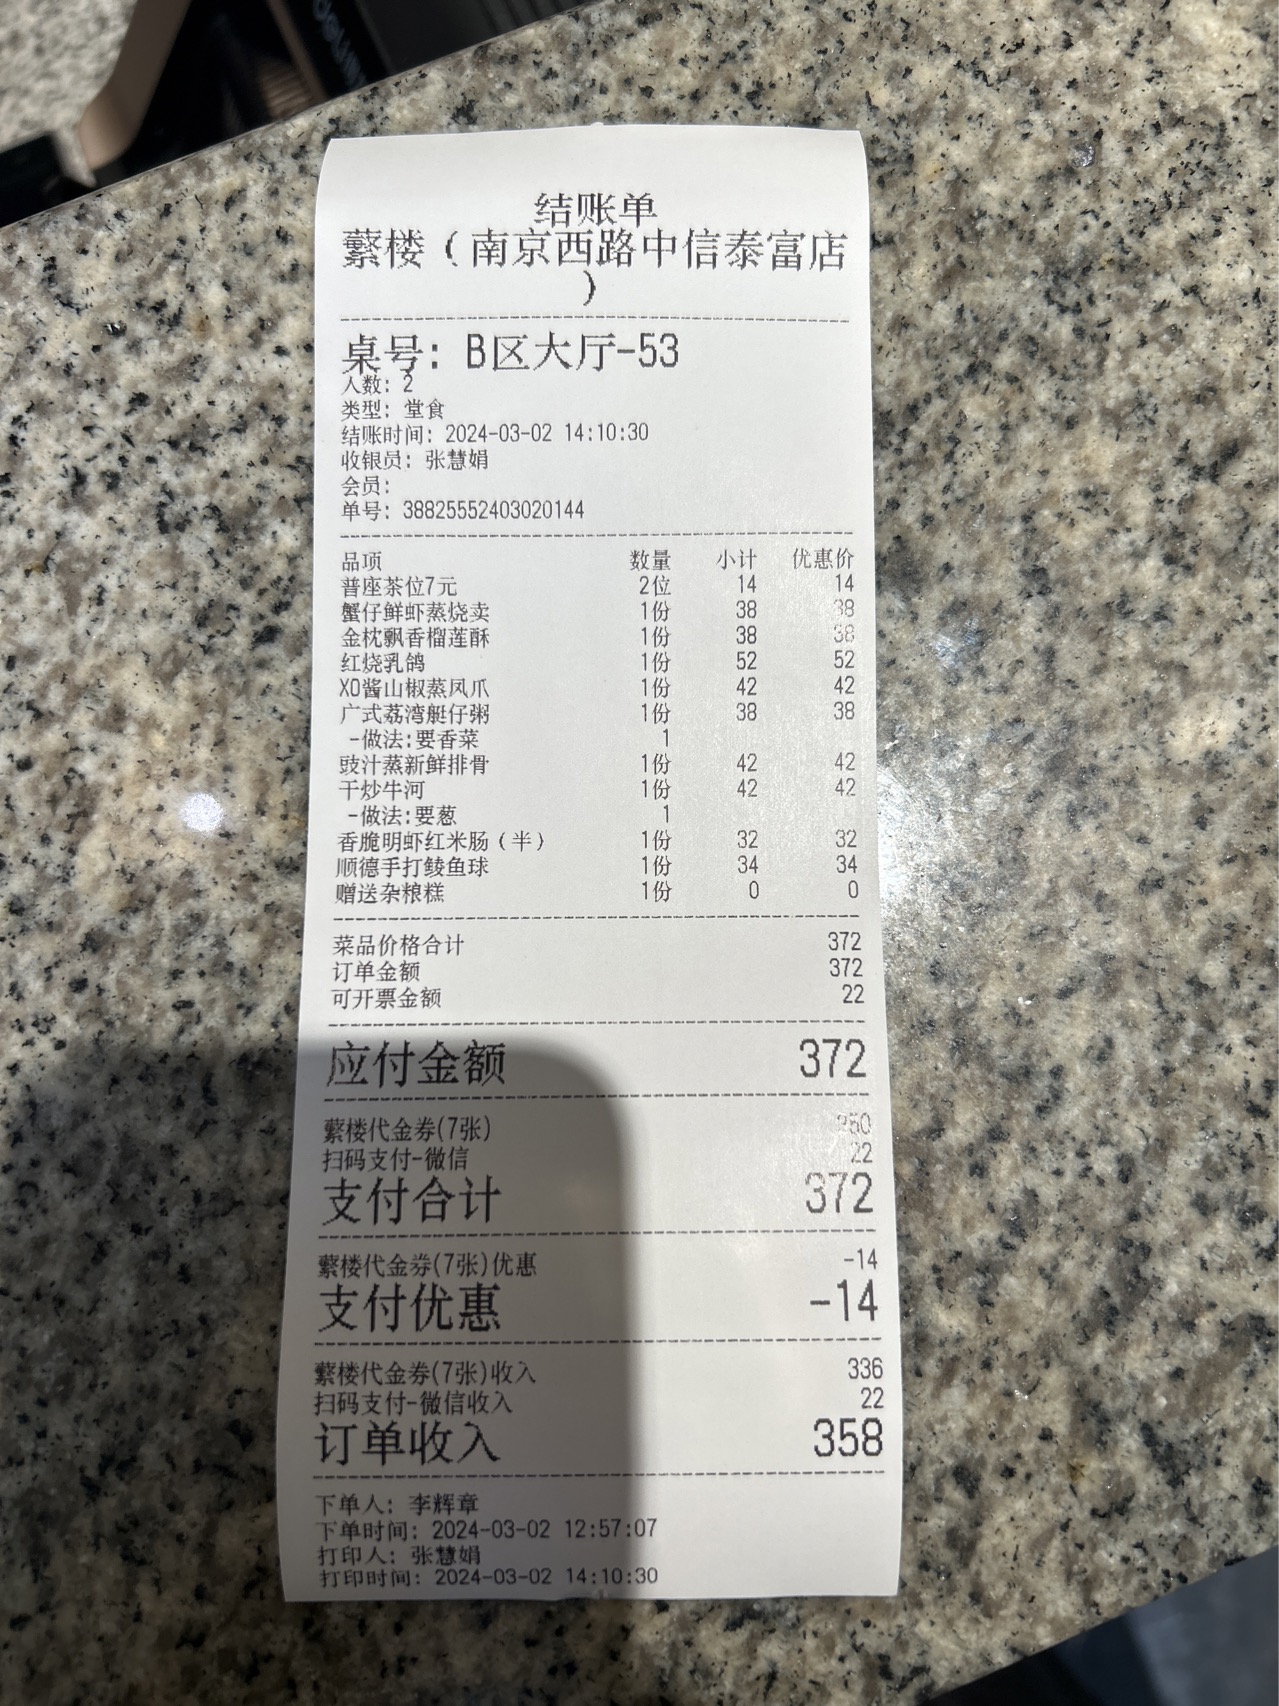 结账单
蘩楼（南京西路中信泰富店
）
桌号: B区大厅-53
人数: 2
类型: 堂食
结账时间: 2024-03-02 14:10:30
收银员: 张慧娟
会员:
单号: 38825552403020144
品项 数量 小计 优惠价
普座茶位7元 2位 14 14
蟹仔鲜虾蒸烧卖 1份 38 38
金枕飘香榴莲酥 1份 38 38
红烧乳鸽 1份 52 52
XO酱山椒蒸凤爪 1份 42 42
广式荔湾艇仔粥 1份 38 38
-做法:要香菜 1
豉汁蒸新鲜排骨 1份 42 42
干炒牛河 1份 42 42
-做法:要葱 1
香脆明虾红米肠（半） 1份 32 32
顺德手打鲮鱼球 1份 34 34
赠送杂粮糕 1份 0 0
菜品价格合计 372
订单金额 372
可开票金额 22
应付金额 372
蘩楼代金券(7张) 350
扫码支付-微信 22
支付合计 372
蘩楼代金券(7张)优惠 -14
支付优惠 -14
蘩楼代金券(7张)收入 336
扫码支付-微信收入 22
订单收入 358
下单人: 李辉章
下单时间: 2024-03-02 12:57:07
打印人: 张慧娟
打印时间: 2024-03-02 14:10:30